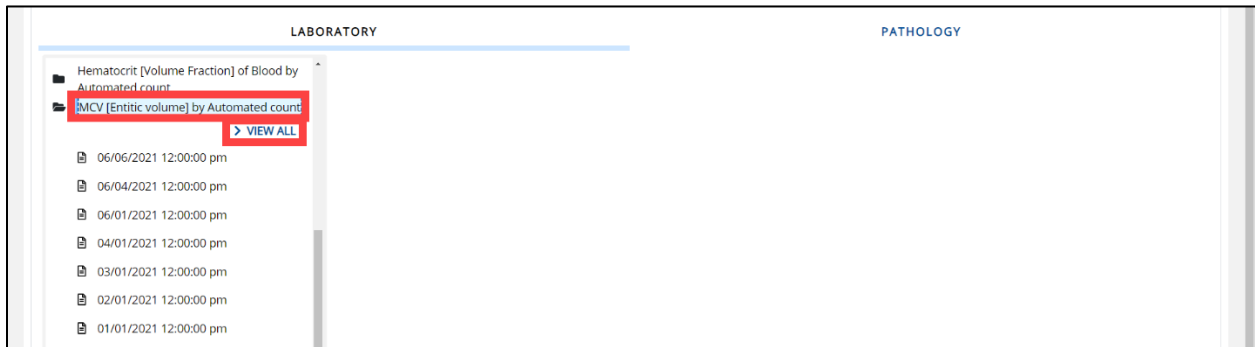 LABORATORY
PATHOLOGY
Hematocrit [Volume Fraction] of Blood by
Automated count
MCV [Entitic volume] by Automated count
> VIEW ALL
06/06/2021 12:00:00 pm
06/04/2021 12:00:00 pm
06/01/2021 12:00:00 pm
04/01/2021 12:00:00 pm
03/01/2021 12:00:00 pm
02/01/2021 12:00:00 pm
01/01/2021 12:00:00 pm